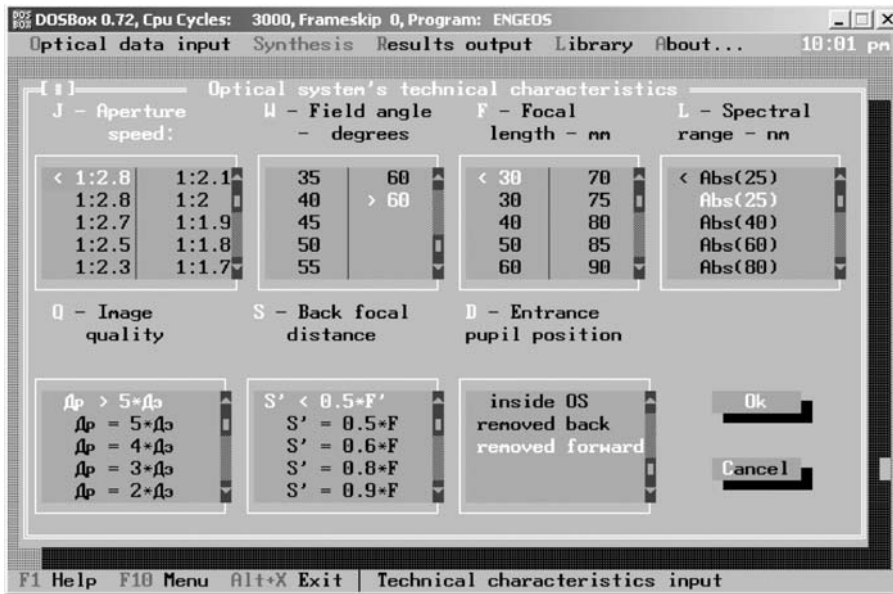 DOSBox 0.72, Cpu Cycles: 3000, Frameskip 0, Program: ENGEOS
Optical data input Synthesis Results output Library About... 10:01 pm
Optical system's technical characteristics
J - Aperture speed:
< 1:2.8 1:2.1
1:2.8 1:2
1:2.7 1:1.9
1:2.5 1:1.8
1:2.3 1:1.7
W - Field angle - degrees
35 60
40 > 60
45
50
55
F - Focal length - mm
< 30 70
30 75
40 80
50 85
60 90
L - Spectral range - nm
< Abs(25)
Abs(25)
Abs(40)
Abs(60)
Abs(80)
Q - Image quality
Др > 5*Дэ
Др = 5*Дэ
Др = 4*Дэ
Др = 3*Дэ
Др = 2*Дэ
S - Back focal distance
S' < 0.5*F'
S' = 0.5*F
S' = 0.6*F
S' = 0.8*F
S' = 0.9*F
D - Entrance pupil position
inside OS
removed back
removed forward
Ok
Cancel
F1 Help F10 Menu Alt+X Exit | Technical characteristics input